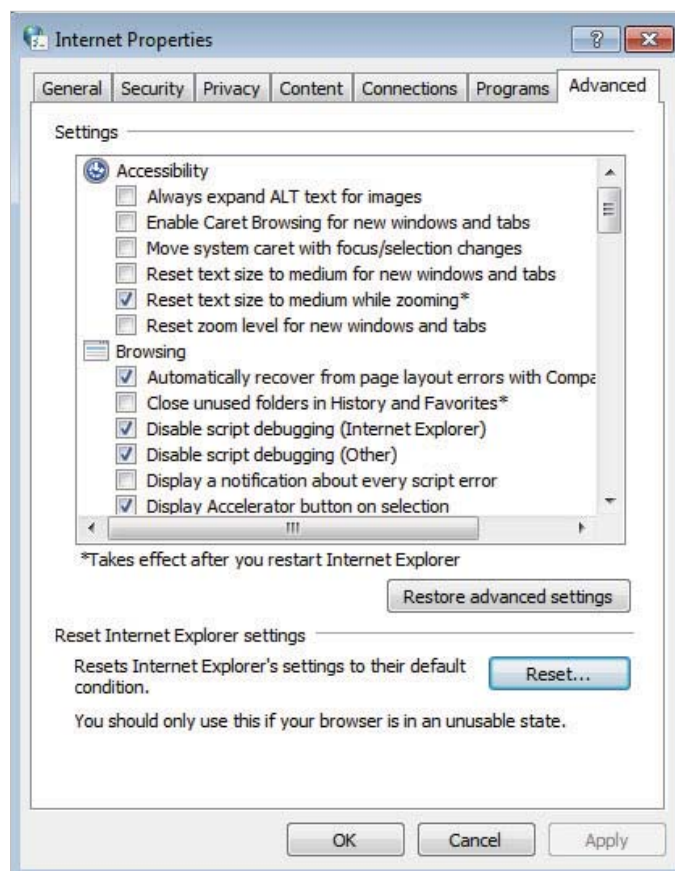 Internet Properties
General Security Privacy Content Connections Programs Advanced
Settings
Accessibility
Always expand ALT text for images
Enable Caret Browsing for new windows and tabs
Move system caret with focus/selection changes
Reset text size to medium for new windows and tabs
Reset text size to medium while zooming*
Reset zoom level for new windows and tabs
Browsing
Automatically recover from page layout errors with Compa
Close unused folders in History and Favorites*
Disable script debugging (Internet Explorer)
Disable script debugging (Other)
Display a notification about every script error
Display Accelerator button on selection
*Takes effect after you restart Internet Explorer
Restore advanced settings
Reset Internet Explorer settings
Resets Internet Explorer's settings to their default
condition.
Reset...
You should only use this if your browser is in an unusable state.
OK Cancel Apply